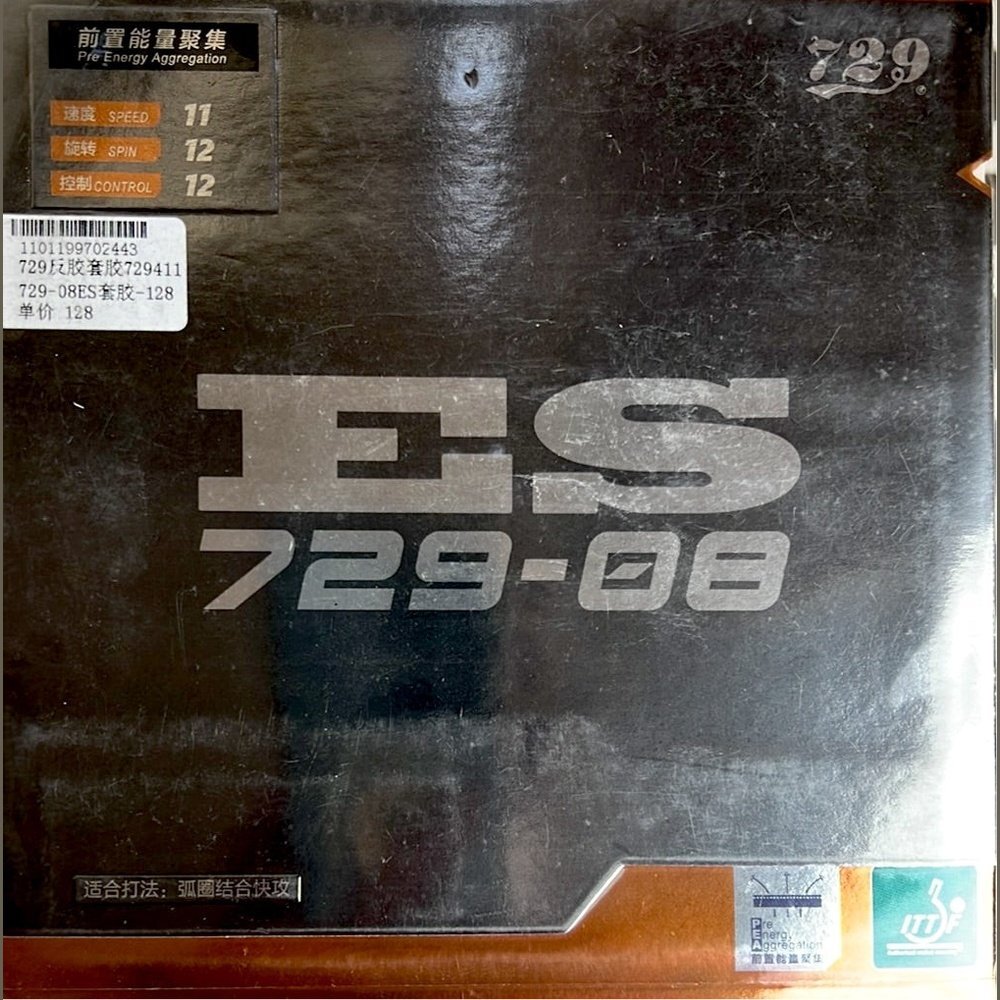 前置能量聚集
Pre Energy Aggregation
729
速度 SPEED 11
旋转 SPIN 12
控制 CONTROL 12
1101199702443
729反胶套胶729411
729-08ES套胶-128
单价 128
ES
729-08
适合打法：弧圈结合快攻
Pre
Energy
Aggregation
前置能量聚集
ITTF